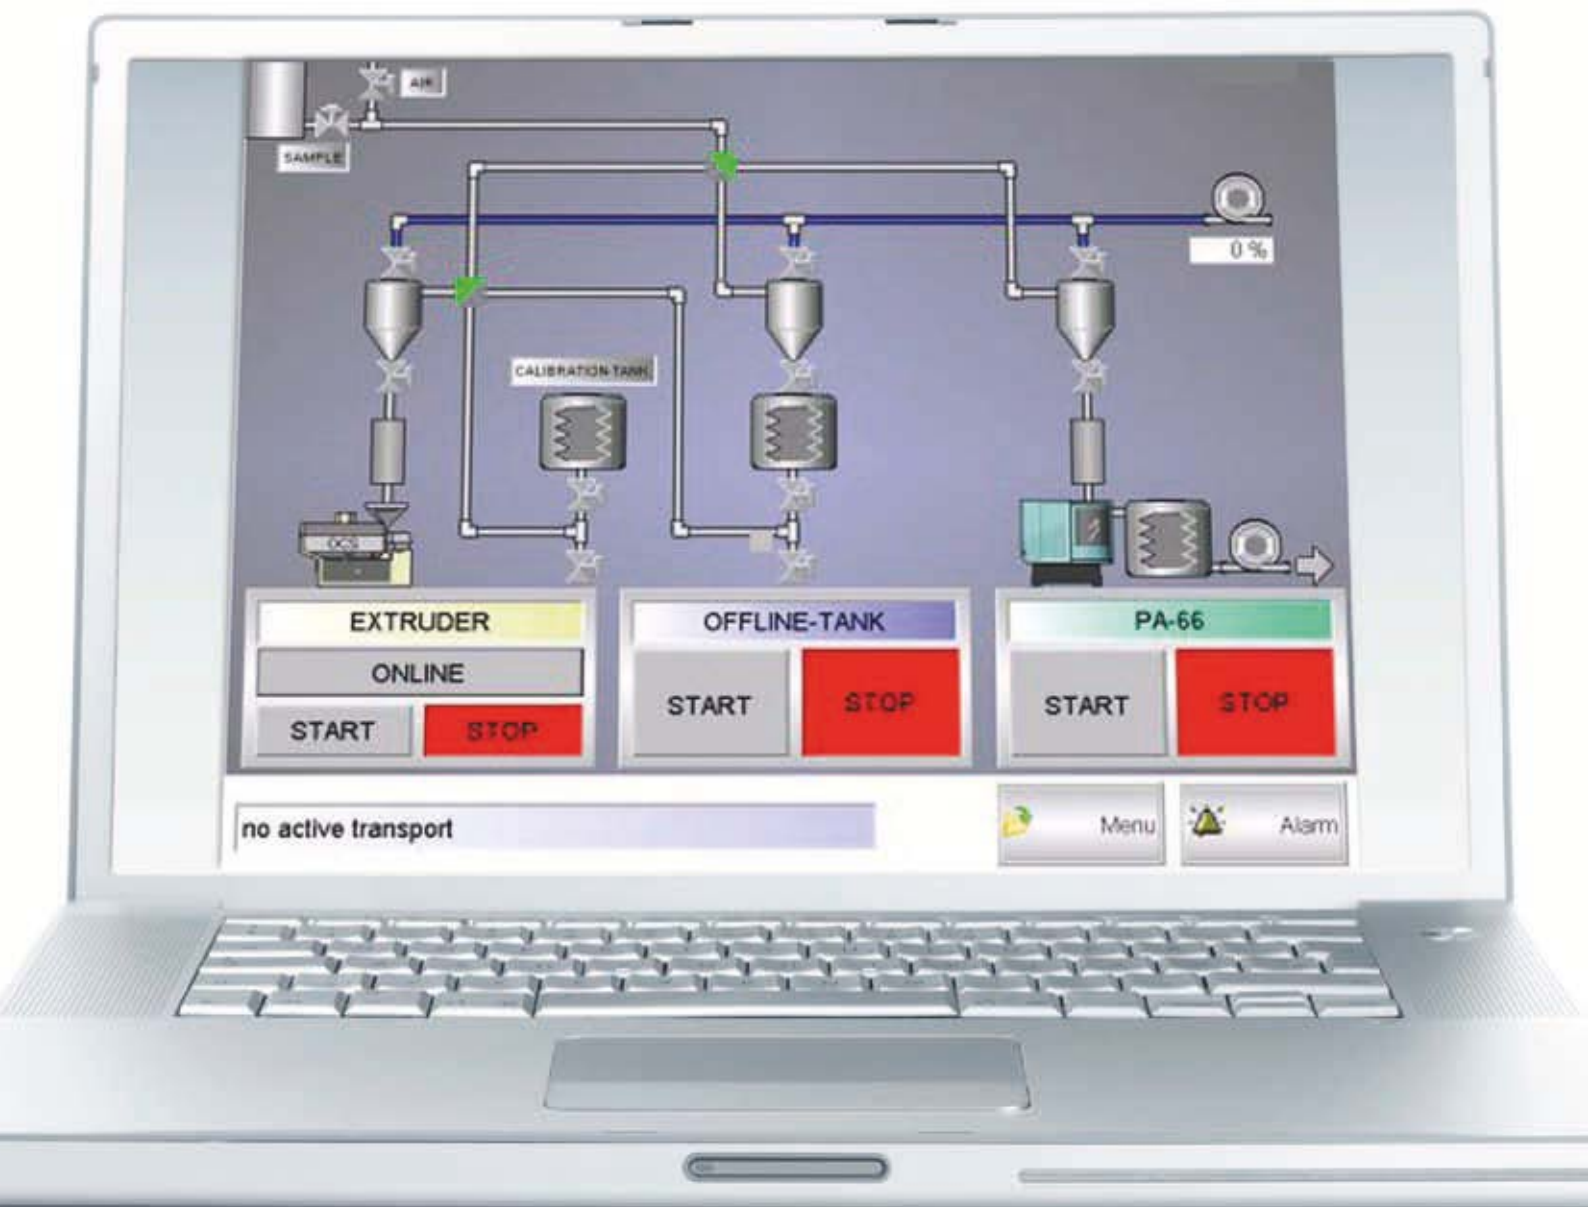 AIR
SAMPLE
0 %
CALIBRATION-TANK
OCS
EXTRUDER
OFFLINE-TANK
PA-66
ONLINE
START
STOP
START
STOP
START
STOP
no active transport
Menu
Alarm